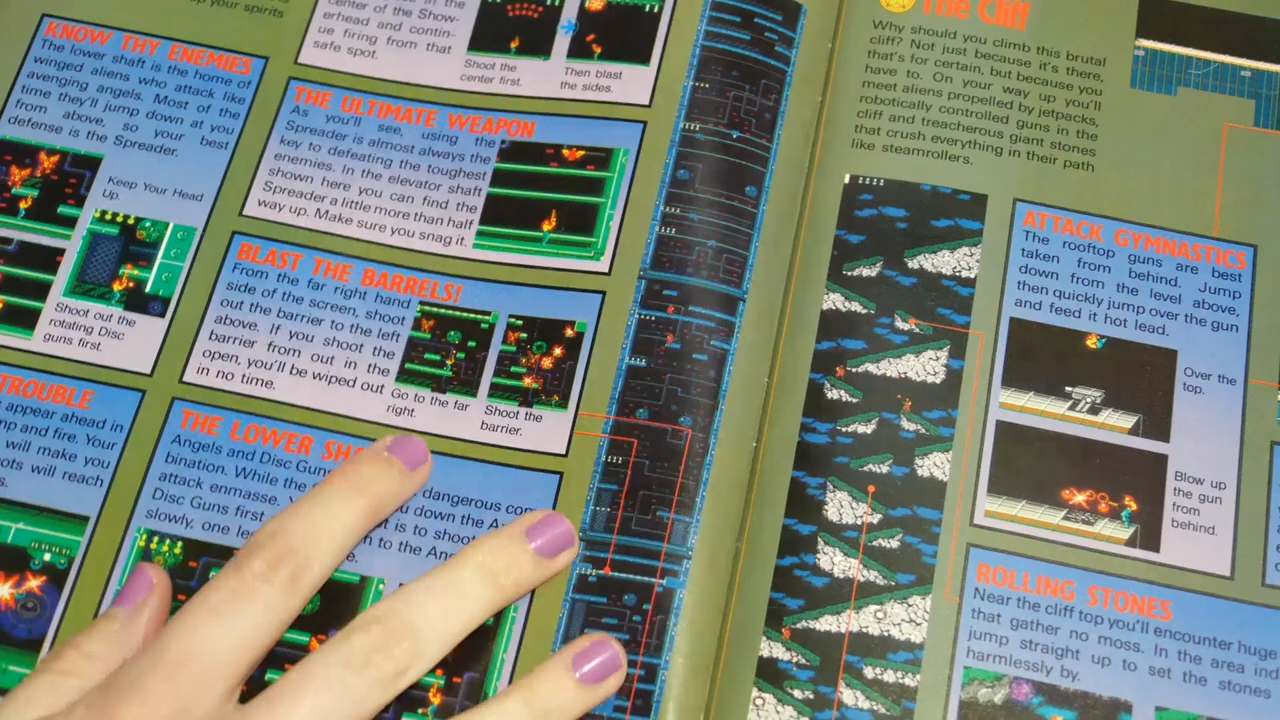 up your spirits
KNOW THY ENEMIES
The lower shaft is the home of
winged aliens who attack like
avenging angels. Most of the
time they'll jump down at you
from above, so your best
defense is the Spreader.
Keep Your Head
Up.
Shoot out the
rotating Disc
guns first.
TROUBLE
appear ahead in
mp and fire. Your
will make you
ots will reach
center of the Show-
erhead and contin-
ue firing from that
safe spot.
Shoot the
center first.
Then blast
the sides.
THE ULTIMATE WEAPON
As you'll see, using the
Spreader is almost always the
key to defeating the toughest
enemies. In the elevator shaft
shown here you can find the
Spreader a little more than half
way up. Make sure you snag it.
BLAST THE BARRELS!
From the far right hand
side of the screen, shoot
out the barrier to the left
above. If you shoot the
barrier from out in the
open, you'll be wiped out
in no time.
Go to the far
right.
Shoot the
barrier.
THE LOWER SHA
Angels and Disc Guns dangerous com
bination. While the u down the A
attack enmasse. t is to shoot
Disc Guns first n to the Ang
slowly, one le e.
The Cliff
Why should you climb this brutal
cliff? Not just because it's there,
that's for certain, but because you
have to. On your way up you'll
meet aliens propelled by jetpacks,
robotically controlled guns in the
cliff and treacherous giant stones
that crush everything in their path
like steamrollers.
ATTACK GYMNASTICS
The rooftop guns are best
taken from behind. Jump
down from the level above,
then quickly jump over the gun
and feed it hot lead.
Over the
top.
Blow up
the gun
from
behind.
ROLLING STONES
Near the cliff top you'll encounter huge
that gather no moss. In the area ind
jump straight up to set the stones
harmlessly by.